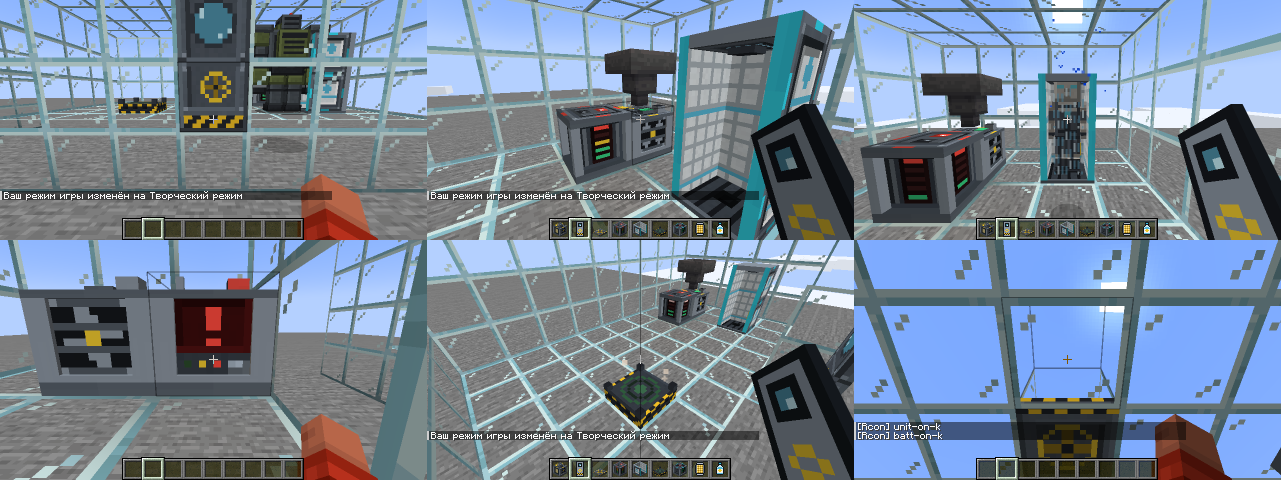 Ваш режим игры изменён на Творческий режим
Ваш режим игры изменён на Творческий режим
Ваш режим игры изменён на Творческий режим
[Rcon] unit-on-k
[Rcon] batt-on-k